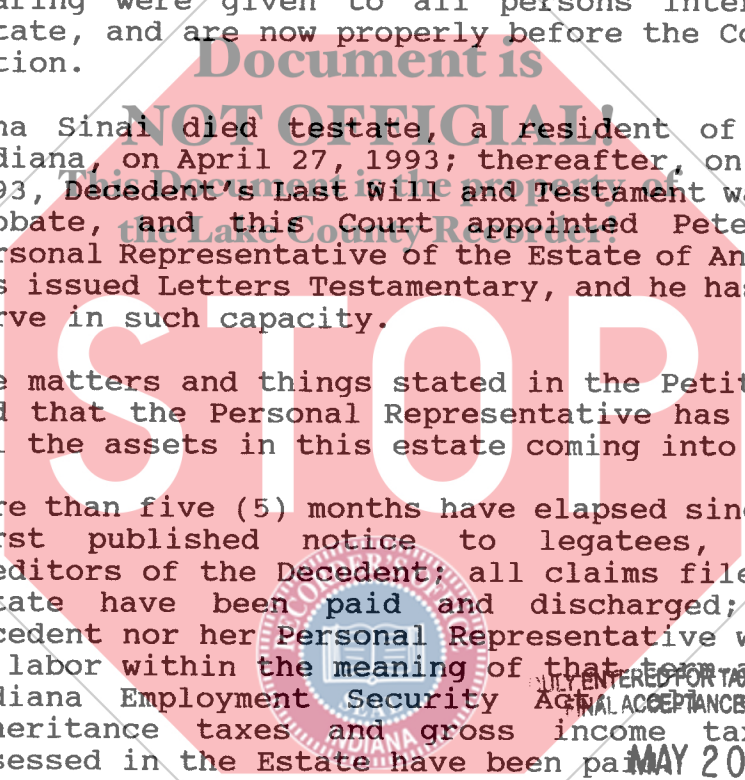 aring were given to all persons inter
tate, and are now properly before the Co
tion.
Document is
NOT OFFICIAL!
This Document is the property of
the Lake County Recorder!
na Sinai died testate, a resident of
diana, on April 27, 1993; thereafter, on
93, Decedent's Last Will and Testament wa
obate, and this Court appointed Pete
rsonal Representative of the Estate of An
s issued Letters Testamentary, and he has
rve in such capacity.
STOP
e matters and things stated in the Petit
d that the Personal Representative has
l the assets in this estate coming into
re than five (5) months have elapsed sinc
rst published notice to legatees,
editors of the Decedent; all claims file
tate have been paid and discharged;
cedent nor her Personal Representative w
labor within the meaning of that term a
diana Employment Security Act;
heritance taxes and gross income tax
sessed in the Estate have been paid
ENTERED FOR TAX
FINAL ACCEPTANCE
MAY 20
RECORDER OFFICE
INDIANA